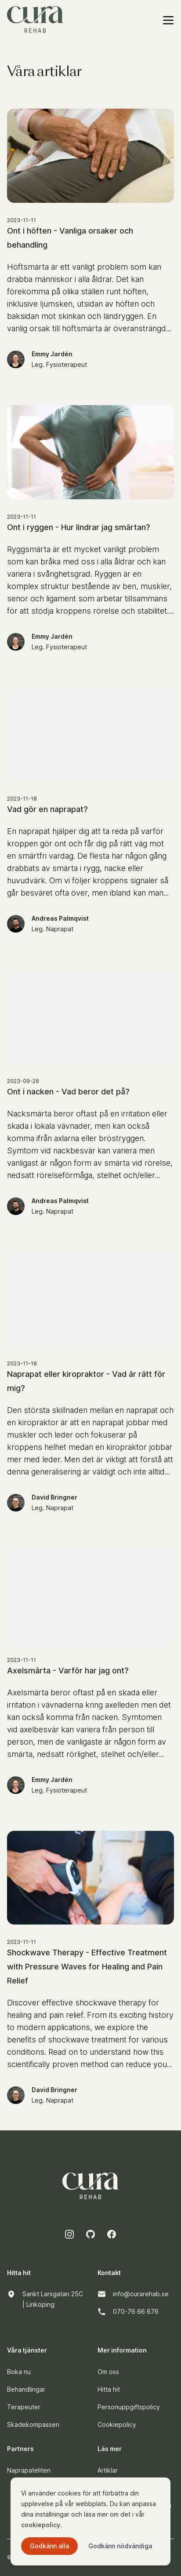 cura
REHAB
Våra artiklar
2023-11-11
Ont i höften - Vanliga orsaker och
behandling
Höftsmärta är ett vanligt problem som kan
drabba människor i alla åldrar. Det kan
förekomma på olika ställen runt höften,
inklusive ljumsken, utsidan av höften och
baksidan mot skinkan och ländryggen. En
vanlig orsak till höftsmärta är överansträngd...
Emmy Jardén
Leg. Fysioterapeut
2023-11-11
Ont i ryggen - Hur lindrar jag smärtan?
Ryggsmärta är ett mycket vanligt problem
som kan bråka med oss i alla åldrar och kan
variera i svårighetsgrad. Ryggen är en
komplex struktur bestående av ben, muskler,
senor och ligament som arbetar tillsammans
för att stödja kroppens rörelse och stabilitet....
Emmy Jardén
Leg. Fysioterapeut
2023-11-18
Vad gör en naprapat?
En naprapat hjälper dig att ta reda på varför
kroppen gör ont och får dig på rätt väg mot
en smärtfri vardag. De flesta har någon gång
drabbats av smärta i rygg, nacke eller
huvudvärk. Om vi följer kroppens signaler så
går besväret ofta över, men ibland kan man...
Andreas Palmqvist
Leg. Naprapat
2023-09-28
Ont i nacken - Vad beror det på?
Nacksmärta beror oftast på en irritation eller
skada i lokala vävnader, men kan också
komma ifrån axlarna eller bröstryggen.
Symtom vid nackbesvär kan variera men
vanligast är någon form av smärta vid rörelse,
nedsatt rörelseförmåga, stelhet och/eller...
Andreas Palmqvist
Leg. Naprapat
2023-11-18
Naprapat eller kiropraktor - Vad är rätt för
mig?
Den största skillnaden mellan en naprapat och
en kiropraktor är att en naprapat jobbar med
muskler och leder och fokuserar på
kroppens helhet medan en kiropraktor jobbar
mer med leder. Men det är viktigt att förstå att
denna generalisering är väldigt och inte alltid...
David Bringner
Leg. Naprapat
2023-11-11
Axelsmärta - Varför har jag ont?
Axelsmärta beror oftast på en skada eller
irritation i vävnaderna kring axelleden men det
kan också komma från nacken. Symtomen
vid axelbesvär kan variera från person till
person, men de vanligaste är någon form av
smärta, nedsatt rörlighet, stelhet och/eller...
Emmy Jardén
Leg. Fysioterapeut
2023-11-11
Shockwave Therapy - Effective Treatment
with Pressure Waves for Healing and Pain
Relief
Discover effective shockwave therapy for
healing and pain relief. From its exciting history
to modern applications, we explore the
benefits of shockwave treatment for various
conditions. Read on to understand how this
scientifically proven method can reduce you...
David Bringner
Leg. Naprapat
cura
REHAB
Hitta hit
Kontakt
Sankt Larsgatan 25C
| Linköping
info@curarehab.se
070-76 66 676
Våra tjänster
Mer information
Boka nu
Om oss
Behandlingar
Hitta hit
Traveterer
Personuppgiftspolicy
Skadekompassen
Cookiepolicy
Partners
Läs mer
Naprapateliten
Artiklar
Vi använder cookies för att förbättra din
upplevelse på vår webbplats. Du kan anpassa
dina inställningar och läsa mer om det i vår
cookiepolicy.
Godkänn alla
Godkänn nödvändiga